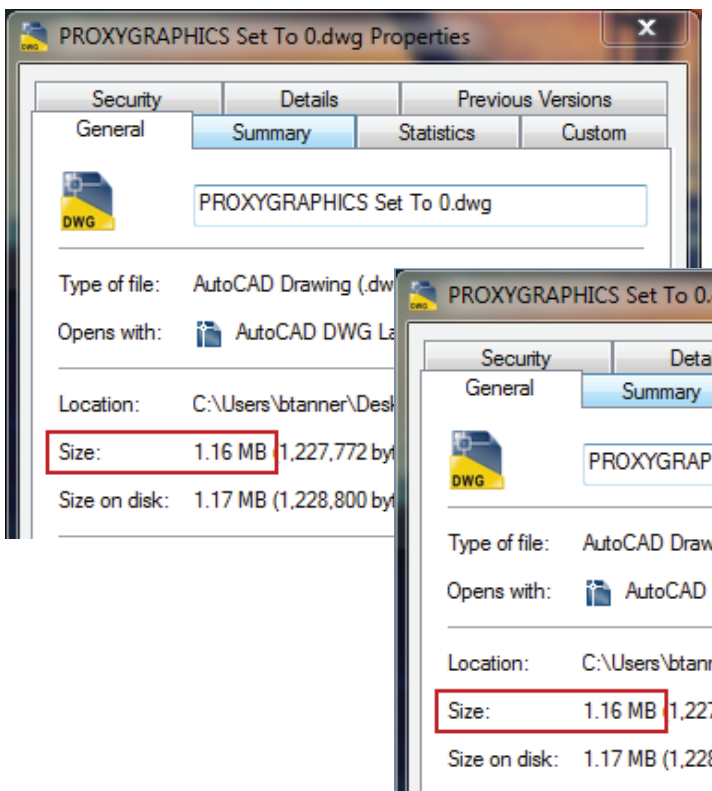 PROXYGRAPHICS Set To 0.dwg Properties
x
Security Details Previous Versions
General Summary Statistics Custom
DWG
PROXYGRAPHICS Set To 0.dwg
Type of file: AutoCAD Drawing (.dw
Opens with: AutoCAD DWG La
Location: C:\Users\btanner\Desk
Size: 1.16 MB (1,227,772 byt
Size on disk: 1.17 MB (1,228,800 byt
PROXYGRAPHICS Set To 0.
Security Deta
General Summary
DWG
PROXYGRAP
Type of file: AutoCAD Draw
Opens with: AutoCAD
Location: C:\Users\btann
Size: 1.16 MB 1,227
Size on disk: 1.17 MB (1,228